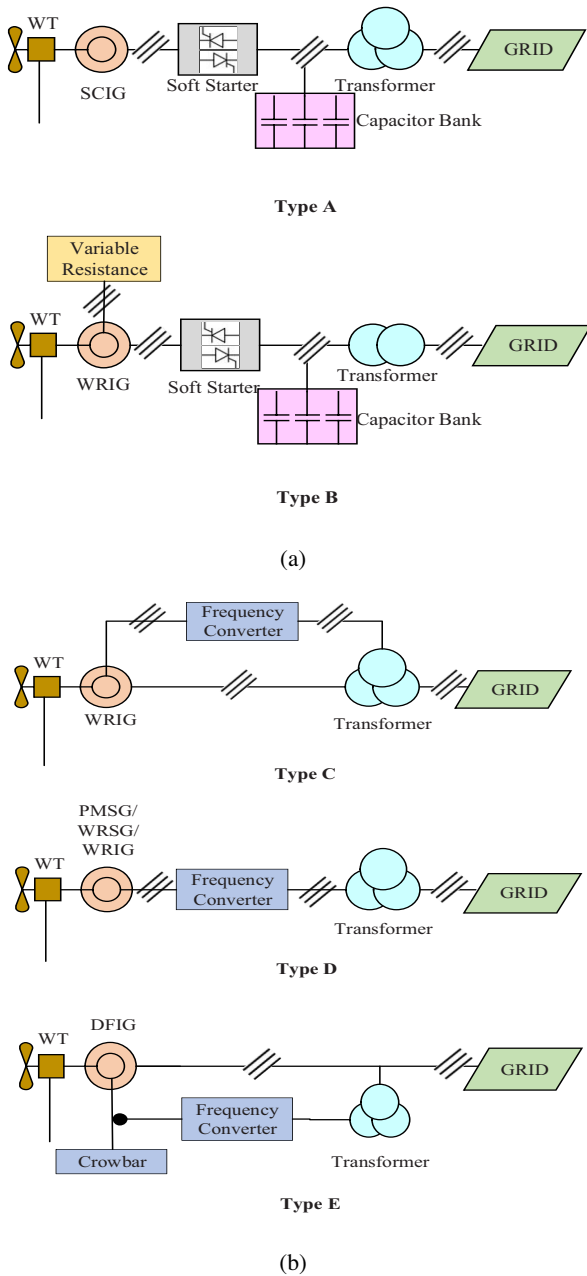 WT
GRID
SCIG
Soft Starter
Transformer
Capacitor Bank
Type A
Variable
Resistance
WT
GRID
WRIG
Soft Starter
Transformer
Capacitor Bank
Type B
(a)
Frequency
Converter
WT
GRID
WRIG
Transformer
Type C
PMSG/
WRSG/
WRIG
WT
Frequency
Converter
GRID
Transformer
Type D
DFIG
WT
GRID
Frequency
Converter
Crowbar
Transformer
Type E
(b)